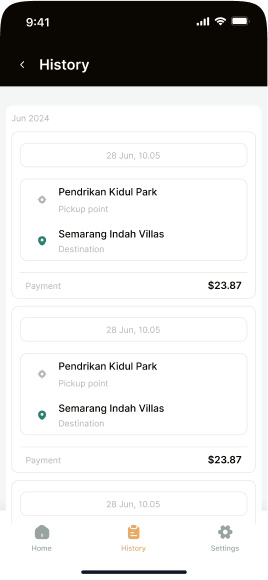 9:41
History
Jun 2024
28 Jun, 10.05
Pendrikan Kidul Park
Pickup point
Semarang Indah Villas
Destination
Payment $23.87
28 Jun, 10.05
Pendrikan Kidul Park
Pickup point
Semarang Indah Villas
Destination
Payment $23.87
28 Jun, 10.05
Home History Settings